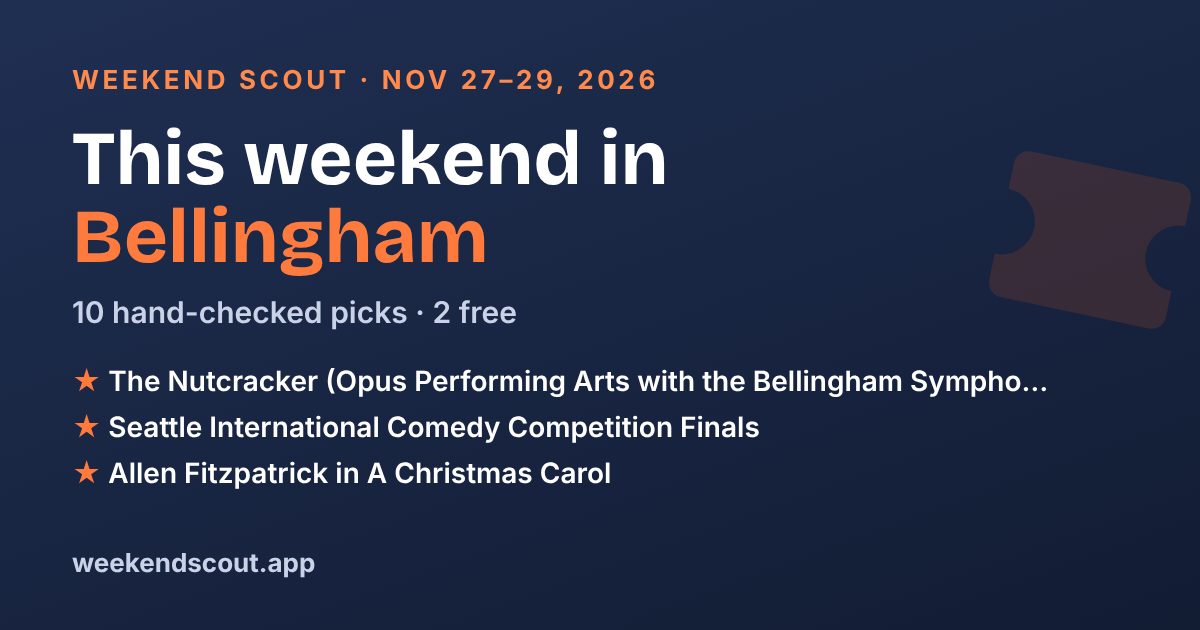 WEEKEND SCOUT · NOV 27–29, 2026
This weekend in
Bellingham
10 hand-checked picks · 2 free
★ The Nutcracker (Opus Performing Arts with the Bellingham Sympho…
★ Seattle International Comedy Competition Finals
★ Allen Fitzpatrick in A Christmas Carol
weekendscout.app